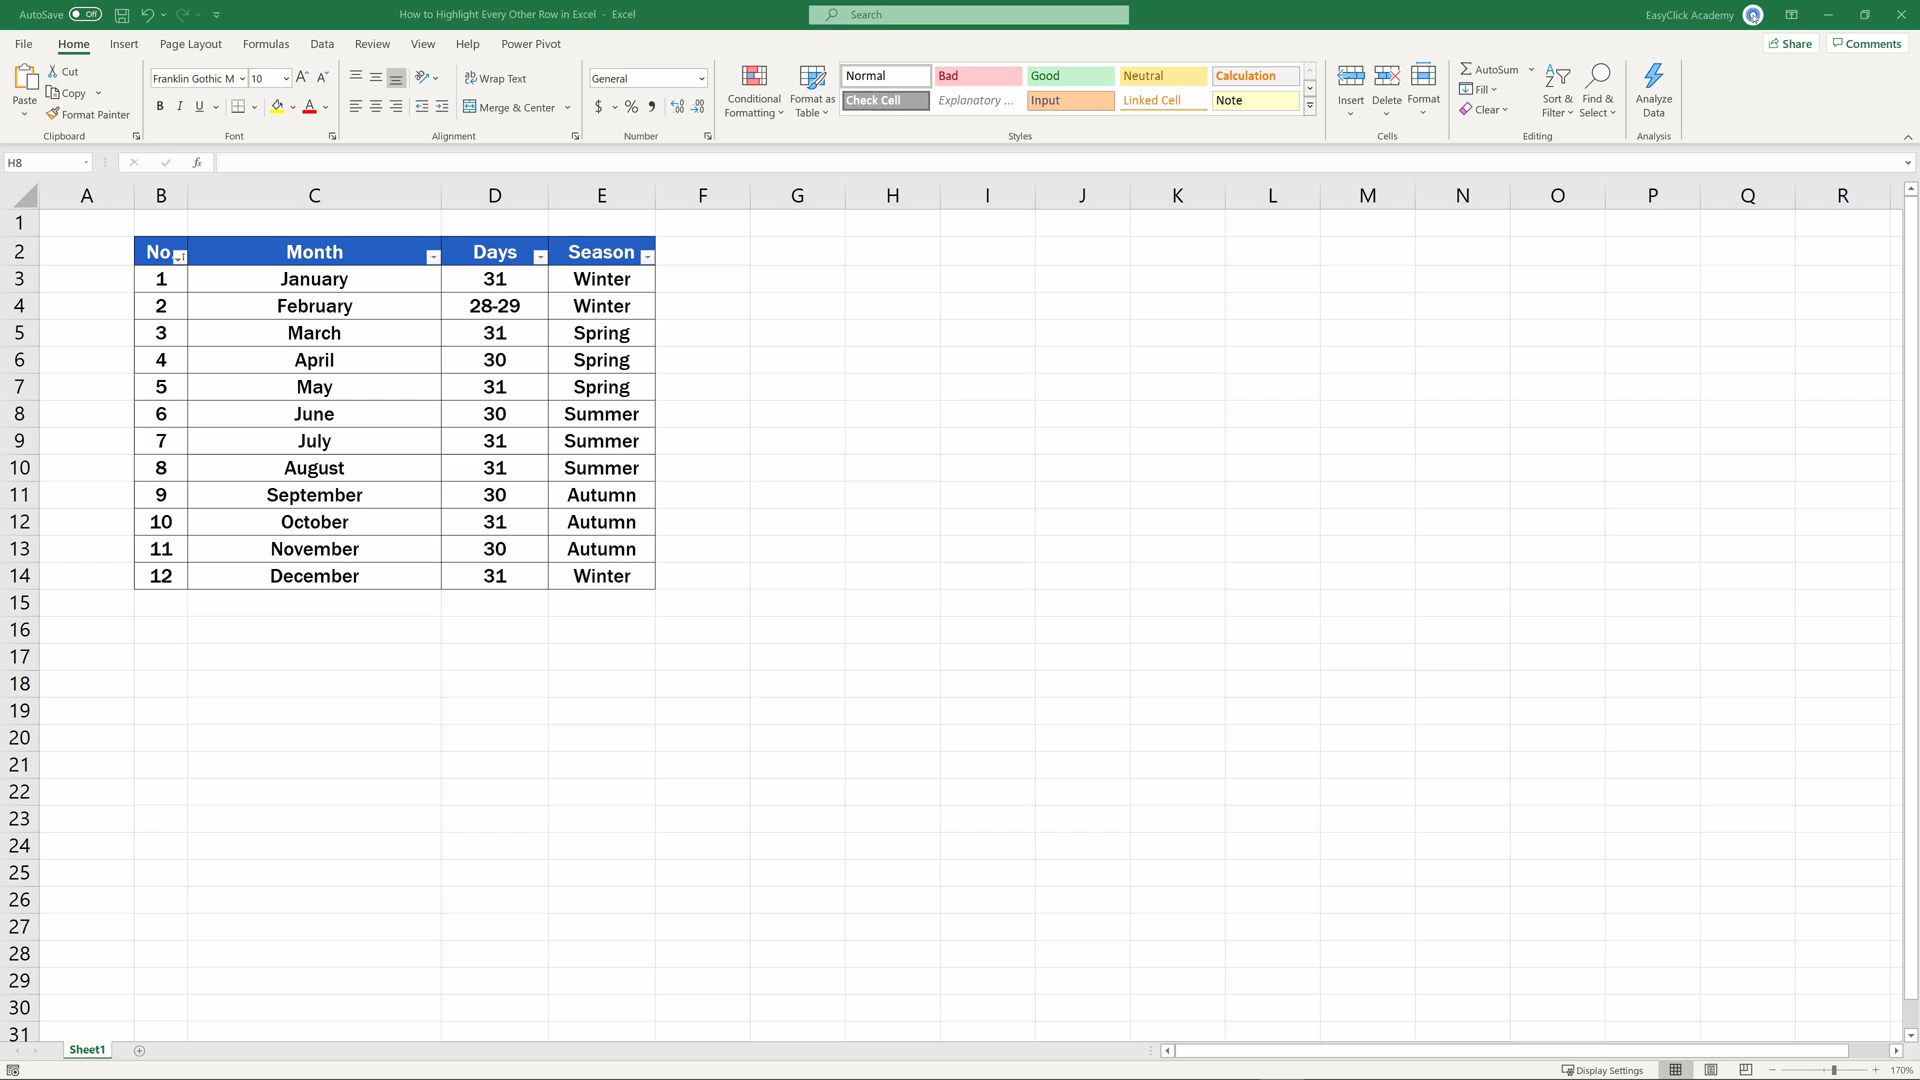 AutoSave Off How to Highlight Every Other Row in Excel - Excel Search EasyClick Academy
File Home Insert Page Layout Formulas Data Review View Help Power Pivot Share Comments
Paste Cut Copy Format Painter
Clipboard
Franklin Gothic M 10
B I U A
Font
Wrap Text
Merge & Center
Alignment
General
$ % ,
Number
Conditional Formatting
Format as Table
Normal Bad Good Neutral Calculation
Check Cell Explanatory ... Input Linked Cell Note
Styles
Insert Delete Format
Cells
AutoSum
Fill
Clear
Sort & Filter
Find & Select
Editing
Analyze Data
Analysis
H8 fx
A B C D E F G H I J K L M N O P Q R
1
2 No. Month Days Season
3 1 January 31 Winter
4 2 February 28-29 Winter
5 3 March 31 Spring
6 4 April 30 Spring
7 5 May 31 Spring
8 6 June 30 Summer
9 7 July 31 Summer
10 8 August 31 Summer
11 9 September 30 Autumn
12 10 October 31 Autumn
13 11 November 30 Autumn
14 12 December 31 Winter
15
16
17
18
19
20
21
22
23
24
25
26
27
28
29
30
31
Sheet1
Display Settings 170%